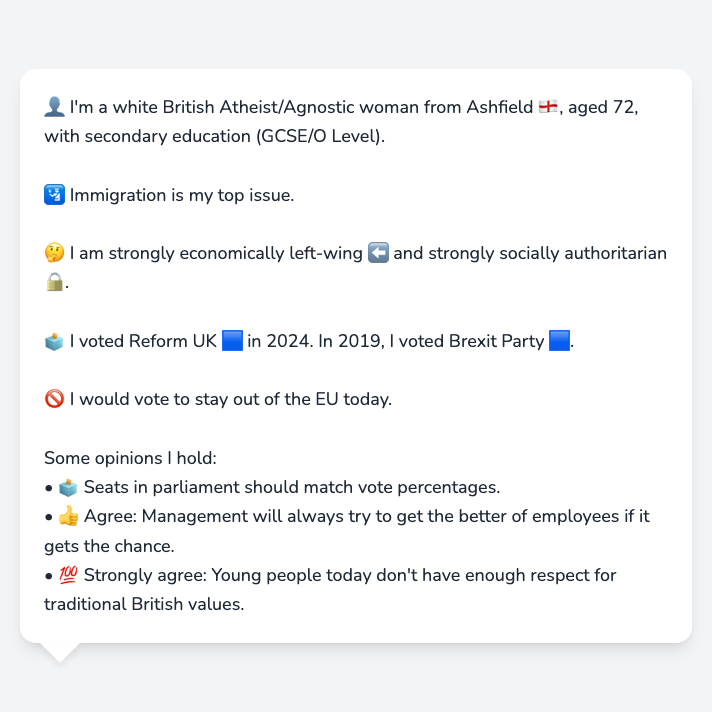 👤 I'm a white British Atheist/Agnostic woman from Ashfield 🏴󠁧󠁢󠁥󠁮󠁧󠁿, aged 72,
with secondary education (GCSE/O Level).
🛂 Immigration is my top issue.
🤔 I am strongly economically left-wing ⬅️ and strongly socially authoritarian
🔒.
🗳️ I voted Reform UK 🟦 in 2024. In 2019, I voted Brexit Party 🟦.
🚫 I would vote to stay out of the EU today.
Some opinions I hold:
• 🗳️ Seats in parliament should match vote percentages.
• 👍 Agree: Management will always try to get the better of employees if it
gets the chance.
• 💯 Strongly agree: Young people today don't have enough respect for
traditional British values.